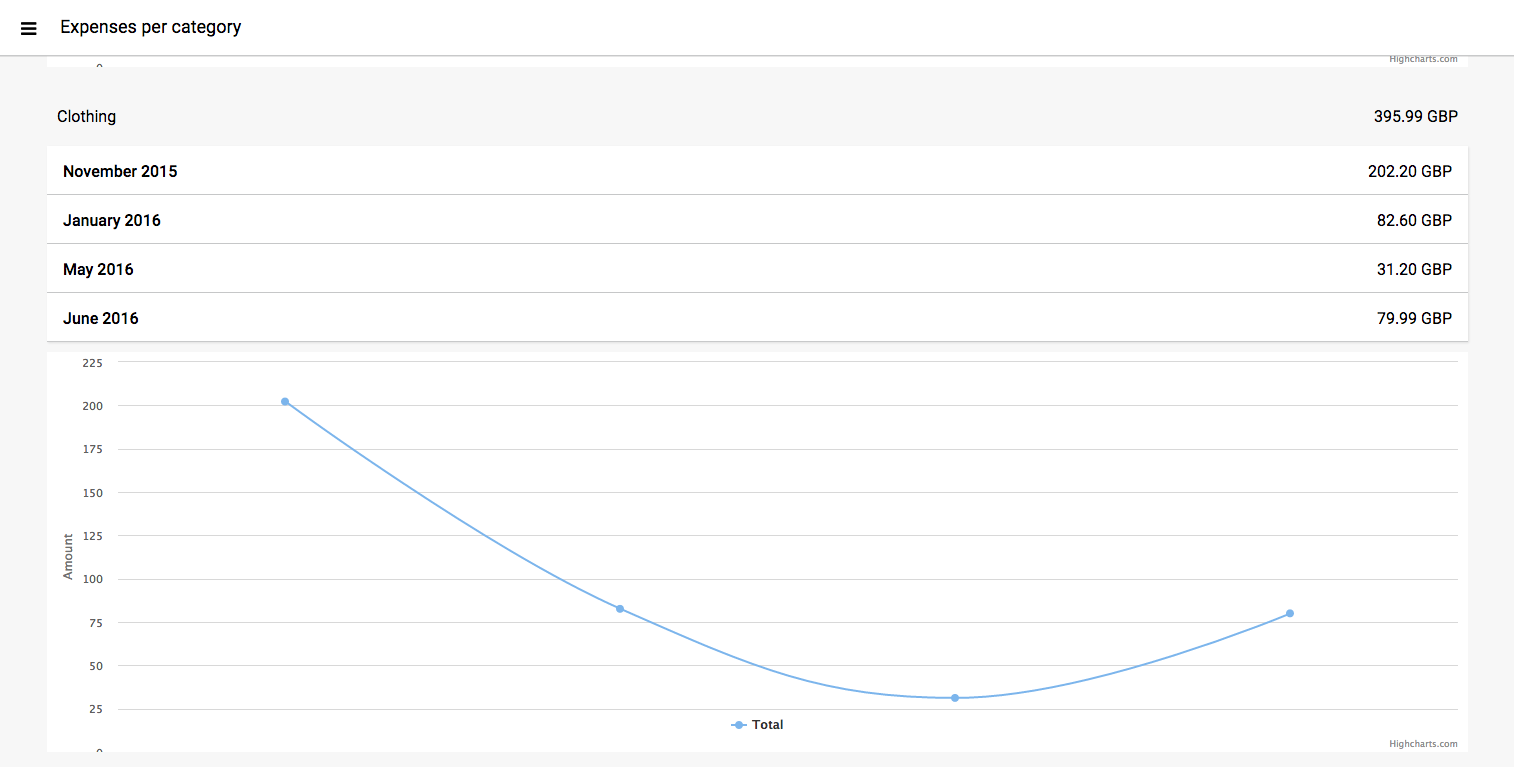 Expenses per category
Highcharts.com
Clothing 395.99 GBP
November 2015 202.20 GBP
January 2016 82.60 GBP
May 2016 31.20 GBP
June 2016 79.99 GBP
225
200
175
150
125
Amount
100
75
50
25
Total
Highcharts.com